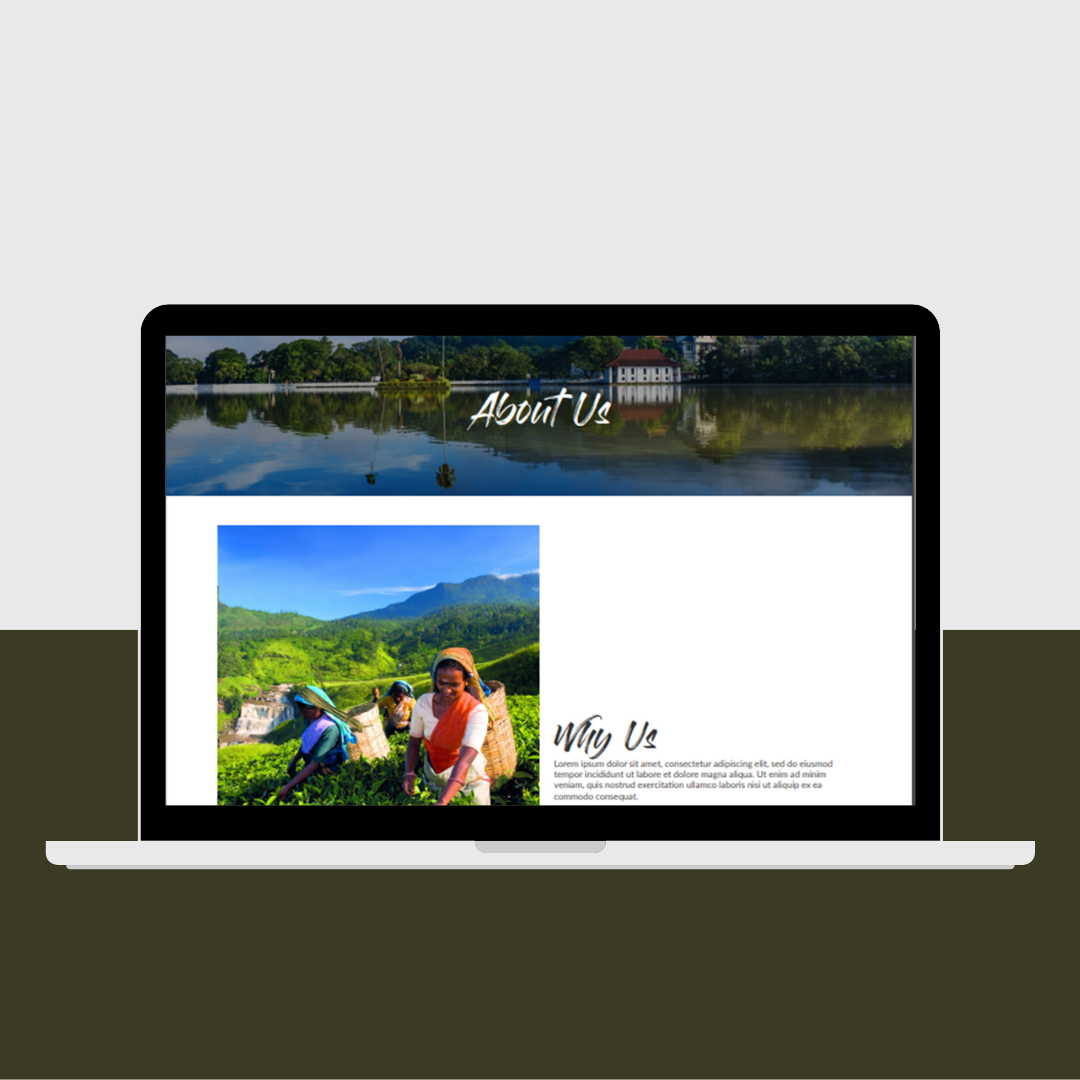 About Us
Why Us
Lorem ipsum dolor sit amet, consectetur adipiscing elit, sed do eiusmod
tempor incididunt ut labore et dolore magna aliqua. Ut enim ad minim
veniam, quis nostrud exercitation ullamco laboris nisi ut aliquip ex ea
commodo consequat.